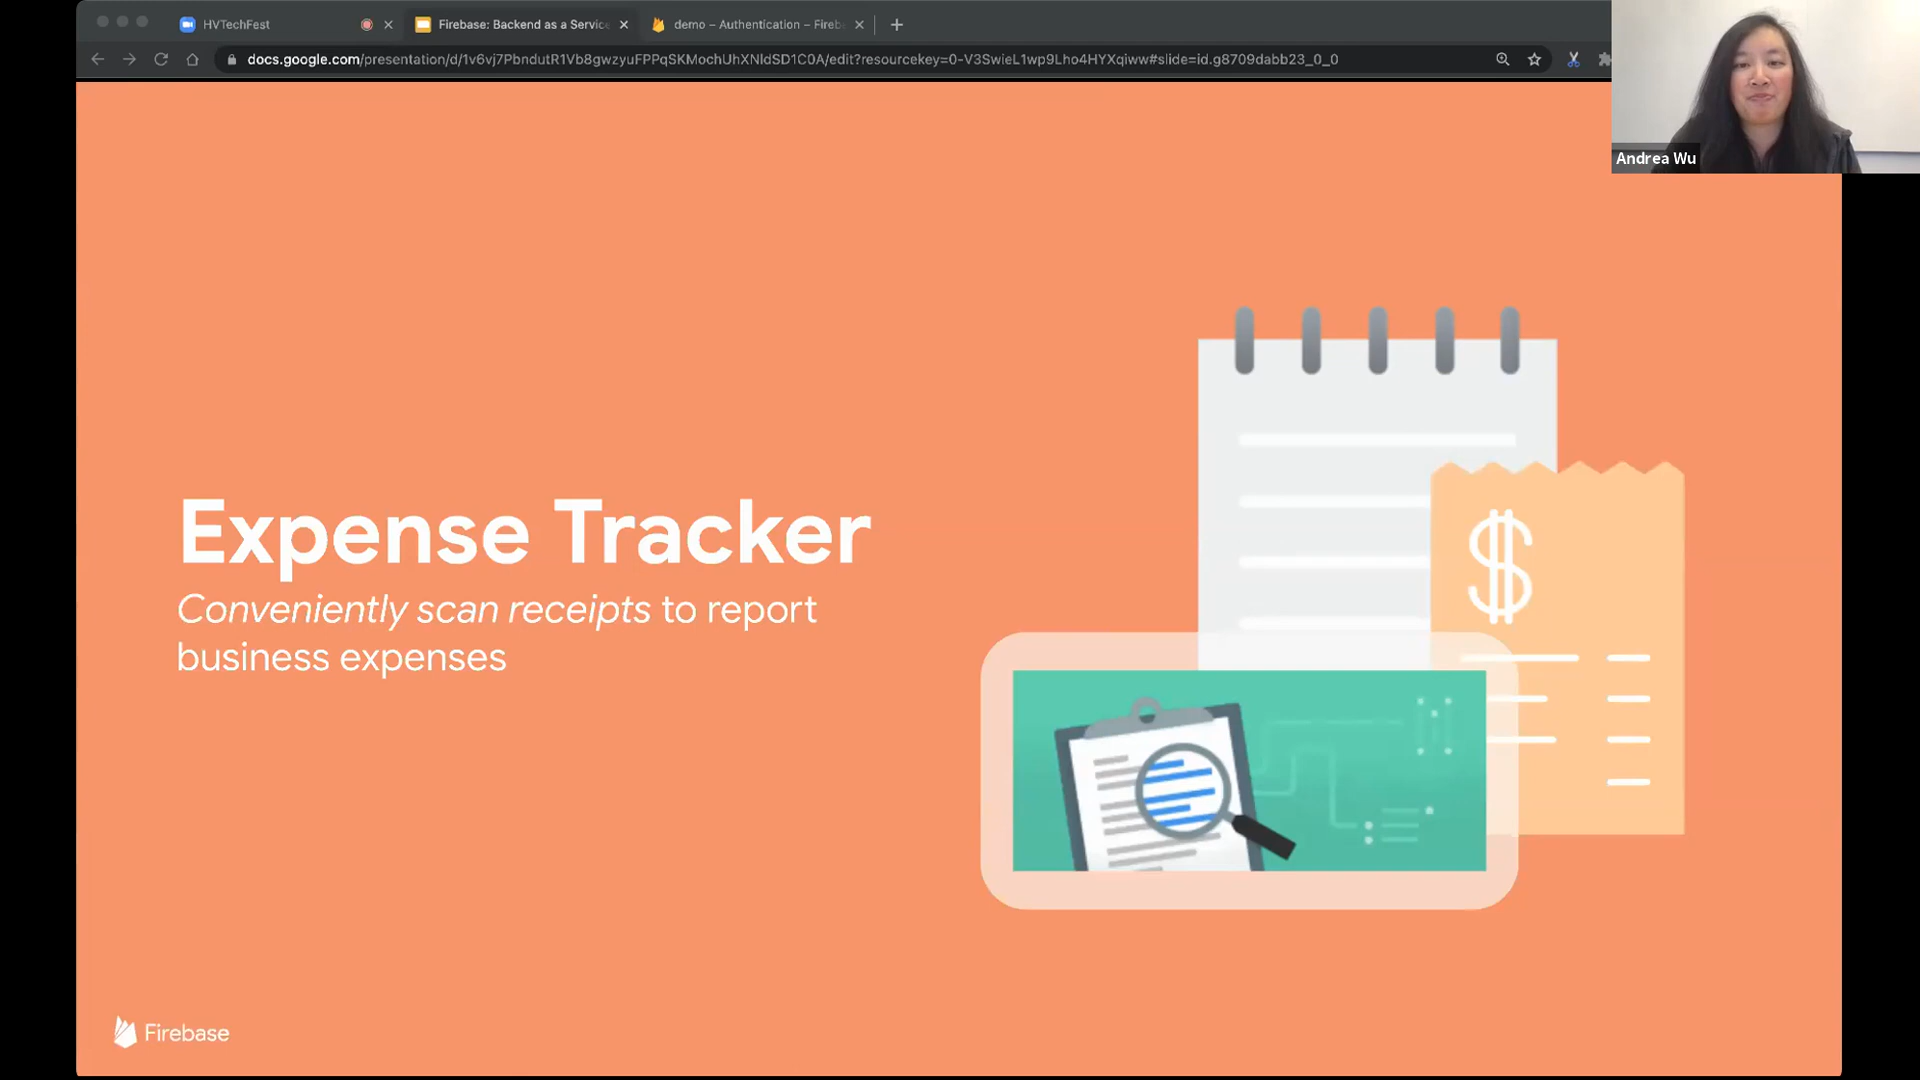 HVTechFest
Firebase: Backend as a Service
demo – Authentication – Fireb
docs.google.com/presentation/d/1v6vj7PbndutR1Vb8gwzyuFPPqSKMochUhXNldSD1C0A/edit?resourcekey=0-V3SwieL1wp9Lho4HYXqiww#slide=id.g8709dabb23_0_0
Andrea Wu
Expense Tracker
Conveniently scan receipts to report
business expenses
$
Firebase